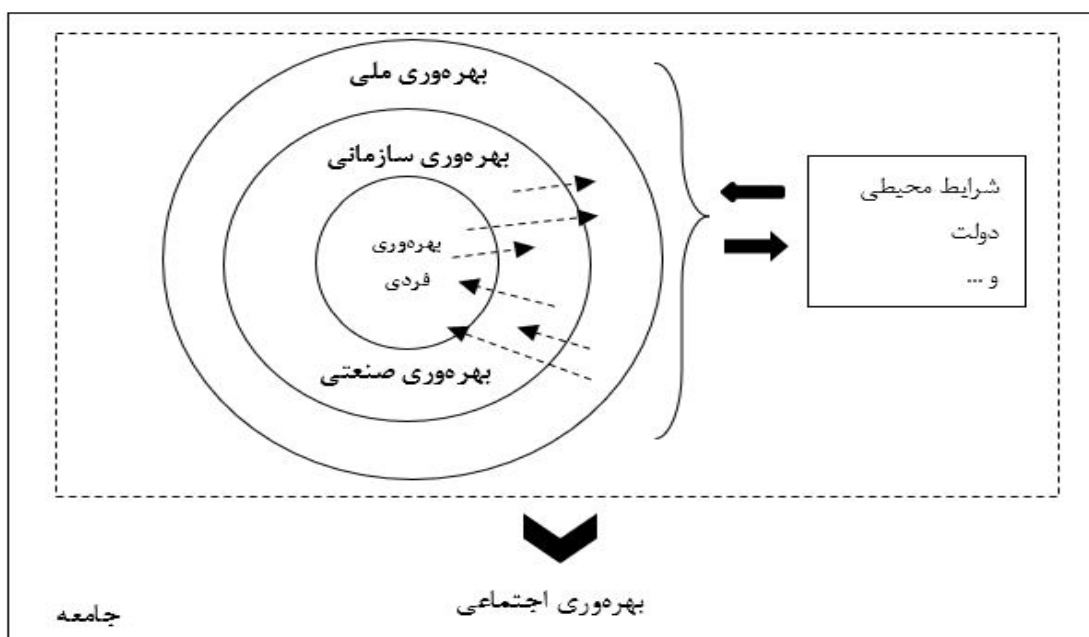 بهره‌وری ملی
بهره‌وری سازمانی
بهره‌وری
فردی
بهره‌وری صنعتی
شرایط محیطی
دولت
و ...
بهره‌وری اجتماعی
جامعه